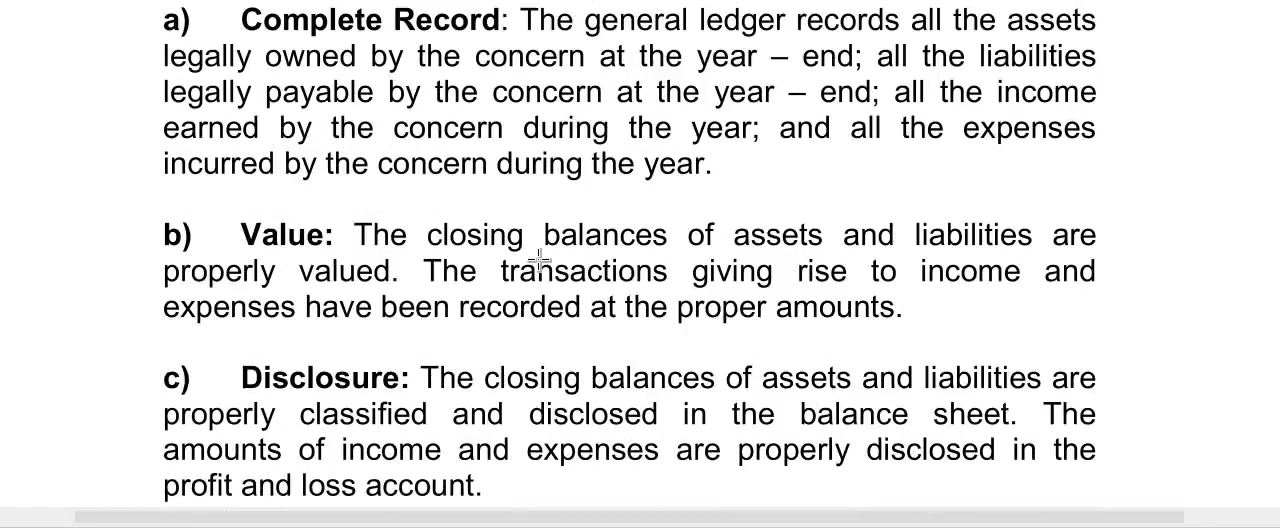 a) Complete Record: The general ledger records all the assets
legally owned by the concern at the year – end; all the liabilities
legally payable by the concern at the year – end; all the income
earned by the concern during the year; and all the expenses
incurred by the concern during the year.
b) Value: The closing balances of assets and liabilities are
properly valued. The transactions giving rise to income and
expenses have been recorded at the proper amounts.
c) Disclosure: The closing balances of assets and liabilities are
properly classified and disclosed in the balance sheet. The
amounts of income and expenses are properly disclosed in the
profit and loss account.